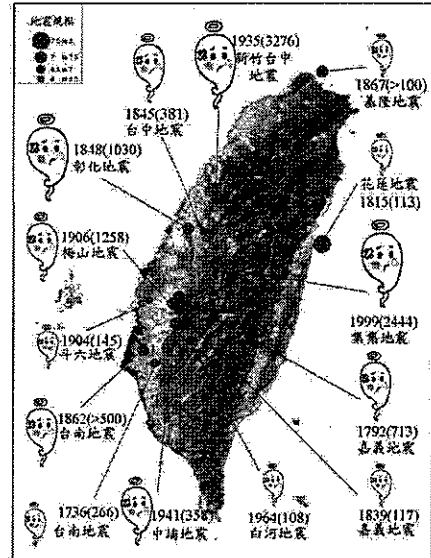 地震規模
1935(3276)
新竹台中
地震
1867(>100)
基隆地震
1845(381)
台中地震
1848(1030)
彰化地震
花蓮地震
1815(113)
1906(1258)
梅山地震
1999(2444)
集集地震
1904(145)
斗六地震
1862(>500)
台南地震
1792(713)
嘉義地震
1736(266)
台南地震
1941(358)
中埔地震
1964(108)
白河地震
1839(117)
嘉義地震